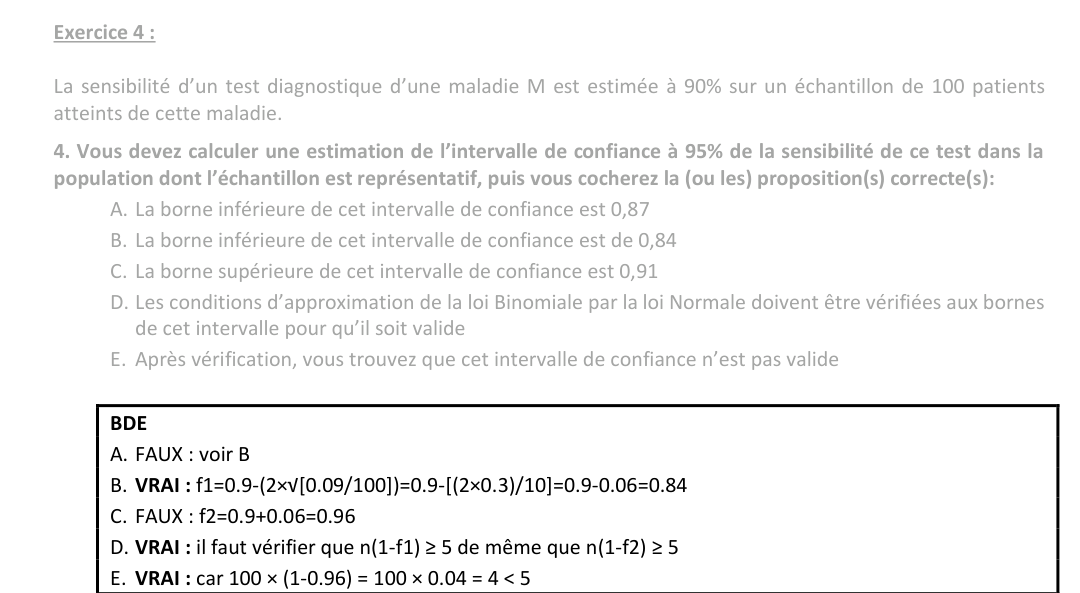 Exercice 4 :
La sensibilité d’un test diagnostique d’une maladie M est estimée à 90% sur un échantillon de 100 patients
atteints de cette maladie.
4. Vous devez calculer une estimation de l’intervalle de confiance à 95% de la sensibilité de ce test dans la
population dont l’échantillon est représentatif, puis vous cocherez la (ou les) proposition(s) correcte(s):
A. La borne inférieure de cet intervalle de confiance est 0,87
B. La borne inférieure de cet intervalle de confiance est de 0,84
C. La borne supérieure de cet intervalle de confiance est 0,91
D. Les conditions d’approximation de la loi Binomiale par la loi Normale doivent être vérifiées aux bornes
de cet intervalle pour qu’il soit valide
E. Après vérification, vous trouvez que cet intervalle de confiance n’est pas valide
BDE
A. FAUX : voir B
B. VRAI : f1=0.9-(2×√[0.09/100])=0.9-[(2×0.3)/10]=0.9-0.06=0.84
C. FAUX : f2=0.9+0.06=0.96
D. VRAI : il faut vérifier que n(1-f1) ≥ 5 de même que n(1-f2) ≥ 5
E. VRAI : car 100 × (1-0.96) = 100 × 0.04 = 4 < 5